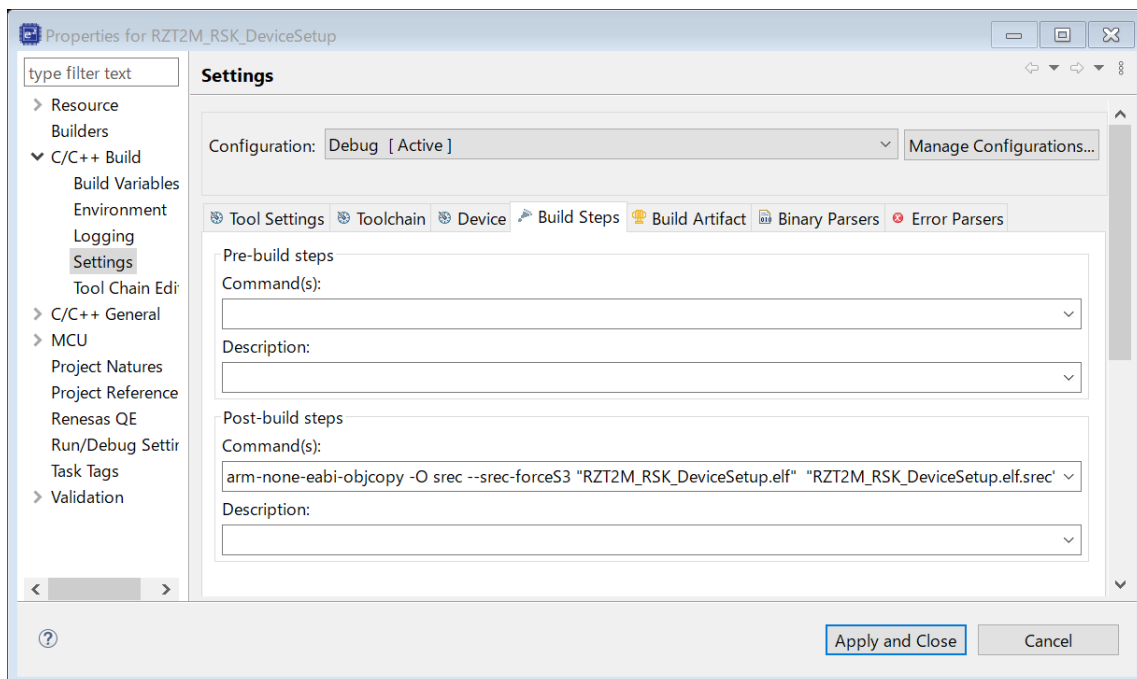 Properties for RZT2M_RSK_DeviceSetup
type filter text
Resource
Builders
C/C++ Build
Build Variables
Environment
Logging
Settings
Tool Chain Edi
C/C++ General
MCU
Project Natures
Project Reference
Renesas QE
Run/Debug Settir
Task Tags
Validation
Settings
Configuration: Debug [ Active ] Manage Configurations...
Tool Settings Toolchain Device Build Steps Build Artifact Binary Parsers Error Parsers
Pre-build steps
Command(s):
Description:
Post-build steps
Command(s):
arm-none-eabi-objcopy -O srec --srec-forceS3 "RZT2M_RSK_DeviceSetup.elf" "RZT2M_RSK_DeviceSetup.elf.srec'
Description:
Apply and Close Cancel